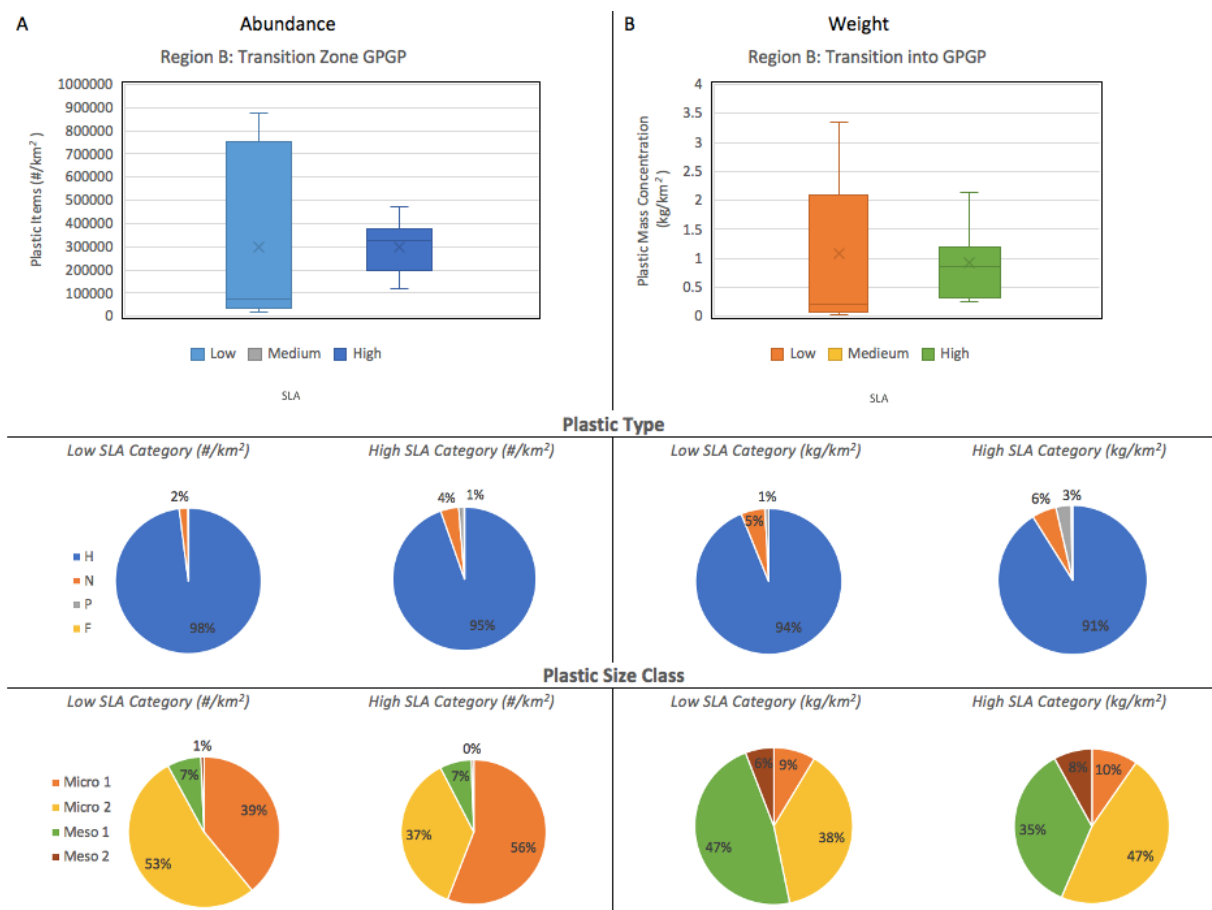 A Abundance B Weight
Region B: Transition Zone GPGP
Plastic Items (#/km²)
1000000
900000
800000
700000
600000
500000
400000
300000
200000
100000
0
Low Medium High
SLA
Region B: Transition into GPGP
Plastic Mass Concentration
(kg/km²)
4
3.5
3
2.5
2
1.5
1
0.5
0
Low Medieum High
SLA
Plastic Type
Low SLA Category (#/km²) High SLA Category (#/km²) Low SLA Category (kg/km²) High SLA Category (kg/km²)
H
N
P
F
2%
98%
4% 1%
95%
1%
5%
94%
6% 3%
91%
Plastic Size Class
Low SLA Category (#/km²) High SLA Category (#/km²) Low SLA Category (kg/km²) High SLA Category (kg/km²)
Micro 1
Micro 2
Meso 1
Meso 2
1%
7%
39%
53%
0%
7%
37%
56%
6% 9%
38%
47%
8% 10%
35%
47%